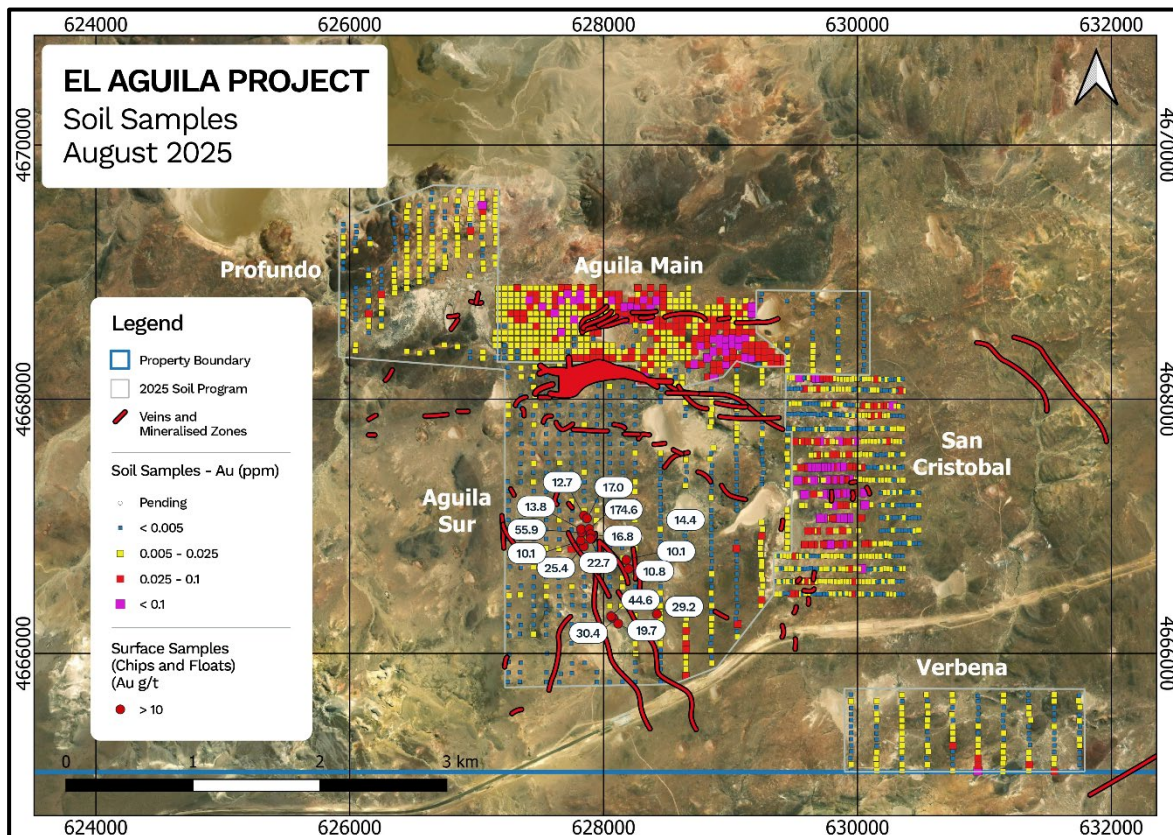 624000 626000 628000 630000 632000
EL AGUILA PROJECT
Soil Samples
August 2025
4670000 4670000
Profundo
Aguila Main
Legend
Property Boundary
2025 Soil Program
Veins and
Mineralised Zones
Soil Samples - Au (ppm)
Pending
< 0.005
0.005 - 0.025
0.025 - 0.1
< 0.1
Surface Samples
(Chips and Floats)
(Au g/t
> 10
4668000 4668000
San
Cristobal
Aguila
Sur
12.7 17.0
13.8 174.6
55.9 16.8 14.4
10.1 22.7 10.1
25.4 10.8
44.6 29.2
30.4 19.7
4666000 4666000
Verbena
0 1 2 3 km
624000 626000 628000 630000 632000